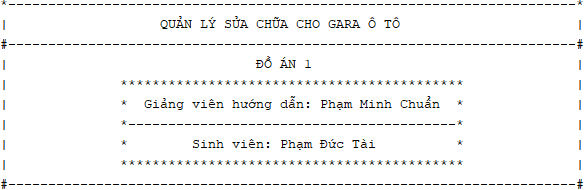 QUẢN LÝ SỬA CHỮA CHO GARA Ô TÔ
ĐỒ ÁN 1
Giảng viên hướng dẫn: Phạm Minh Chuẩn
Sinh viên: Phạm Đức Tài